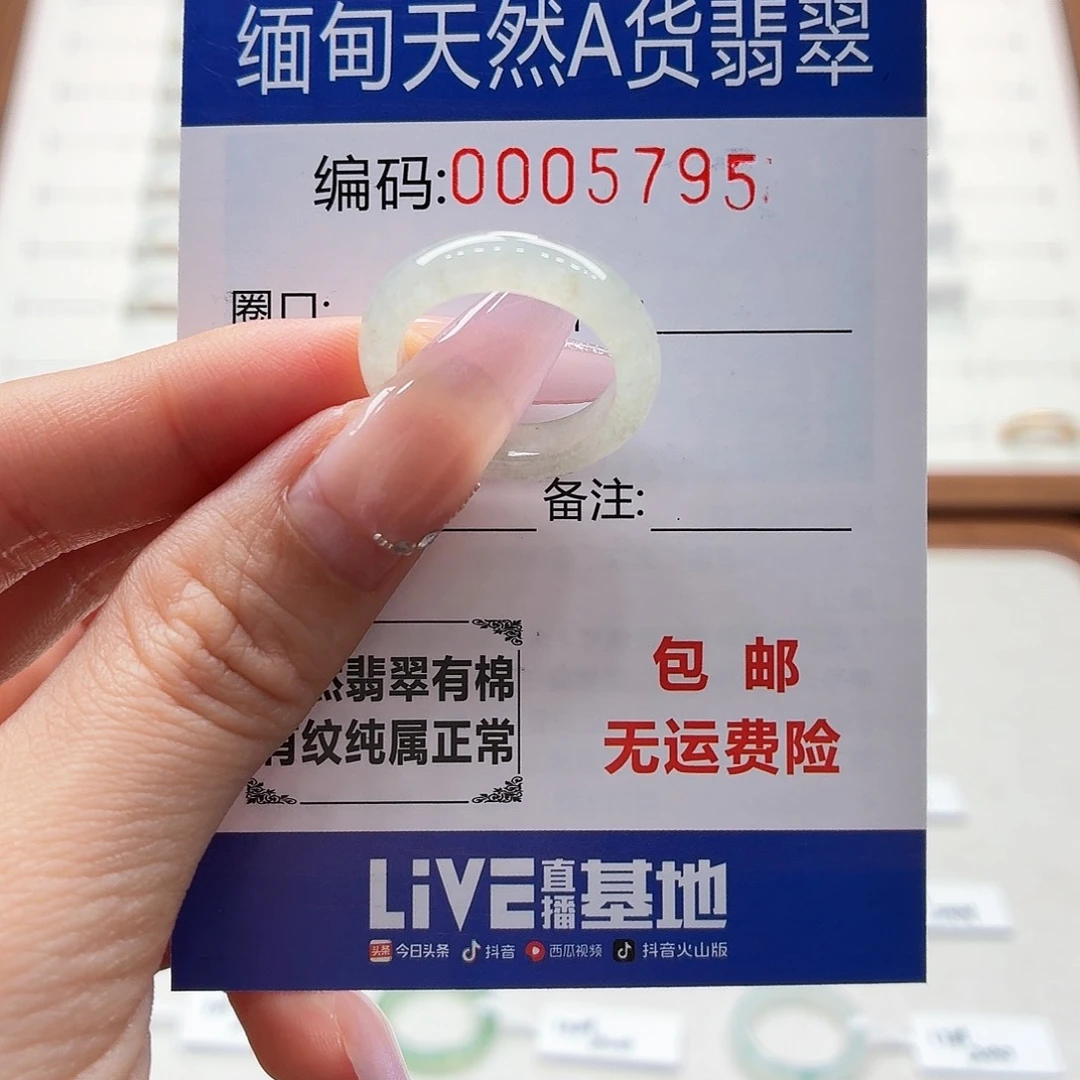 缅甸天然A货翡翠
编码:0005795
圈口:
备注:
然翡翠有棉
有纹纯属正常
包邮
无运费险
LiVE直播基地
头条 今日头条 抖音 西瓜视频 抖音火山版